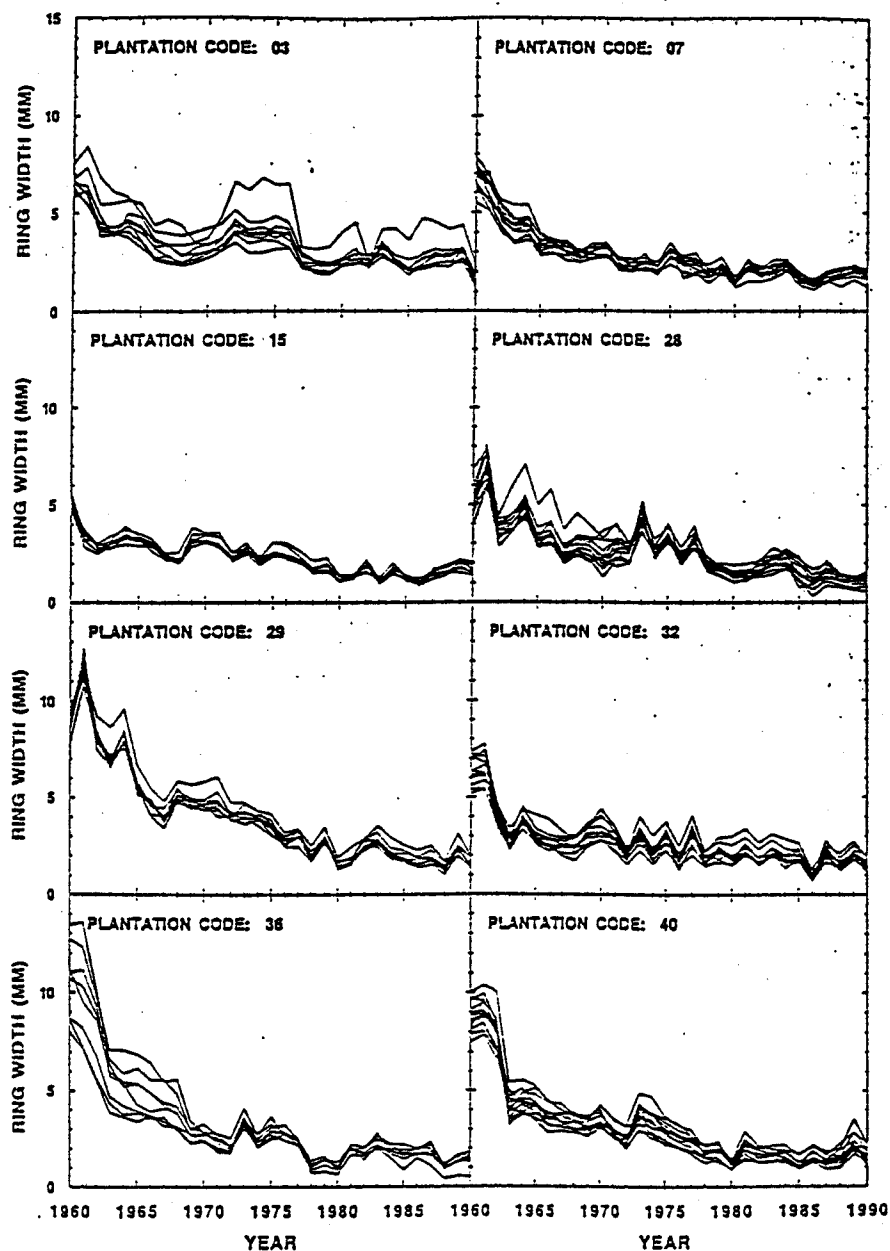 15
PLANTATION CODE: 03
PLANTATION CODE: 07
10
5
0
RING WIDTH (MM)
PLANTATION CODE: 15
PLANTATION CODE: 28
10
5
0
RING WIDTH (MM)
PLANTATION CODE: 29
PLANTATION CODE: 32
10
5
0
RING WIDTH (MM)
PLANTATION CODE: 36
PLANTATION CODE: 40
10
5
0
RING WIDTH (MM)
1960 1965 1970 1975 1980 1985 1960 1965 1970 1975 1980 1985 1990
YEAR YEAR